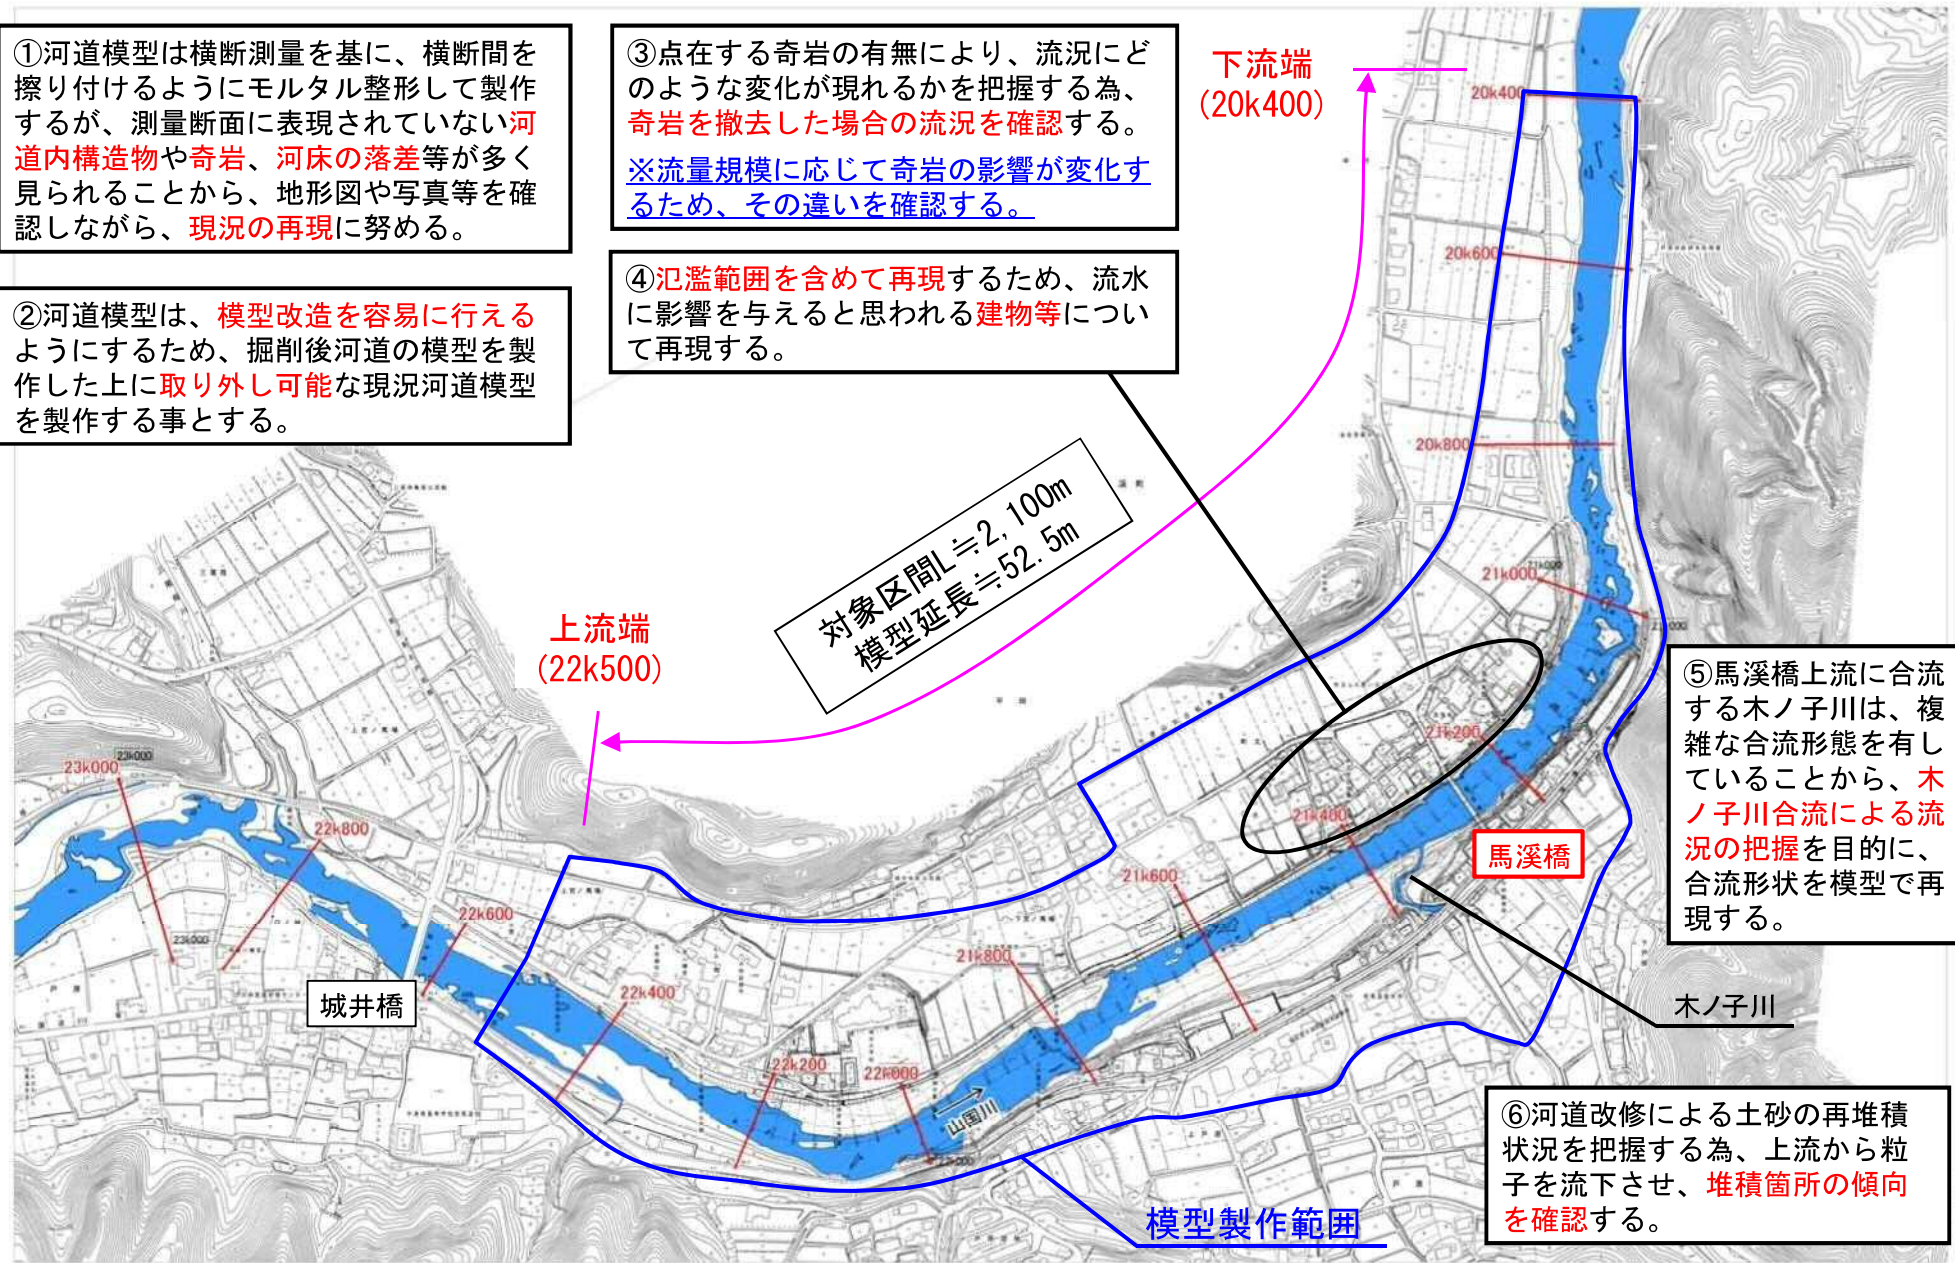 ①河道模型は横断測量を基に、横断間を
擦り付けるようにモルタル整形して製作
するが、測量断面に表現されていない河
道内構造物や奇岩、河床の落差等が多く
見られることから、地形図や写真等を確
認しながら、現況の再現に努める。
②河道模型は、模型改造を容易に行える
ようにするため、掘削後河道の模型を製
作した上に取り外し可能な現況河道模型
を製作する事とする。
③点在する奇岩の有無により、流況にど
のような変化が現れるかを把握する為、
奇岩を撤去した場合の流況を確認する。
※流量規模に応じて奇岩の影響が変化す
るため、その違いを確認する。
④氾濫範囲を含めて再現するため、流水
に影響を与えると思われる建物等につい
て再現する。
下流端
(20k400)
20k400
20k600
20k800
21k000
21k000
対象区間L≒2,100m
模型延長≒52.5m
上流端
(22k500)
⑤馬溪橋上流に合流
する木ノ子川は、複
雑な合流形態を有し
ていることから、木
ノ子川合流による流
況の把握を目的に、
合流形状を模型で再
現する。
21k200
21k400
馬溪橋
21k600
21k800
22k000
22k200
22k400
22k600
22k800
23k000
23k000
23k000
城井橋
木ノ子川
山国川
模型製作範囲
⑥河道改修による土砂の再堆積
状況を把握する為、上流から粒
子を流下させ、堆積箇所の傾向
を確認する。